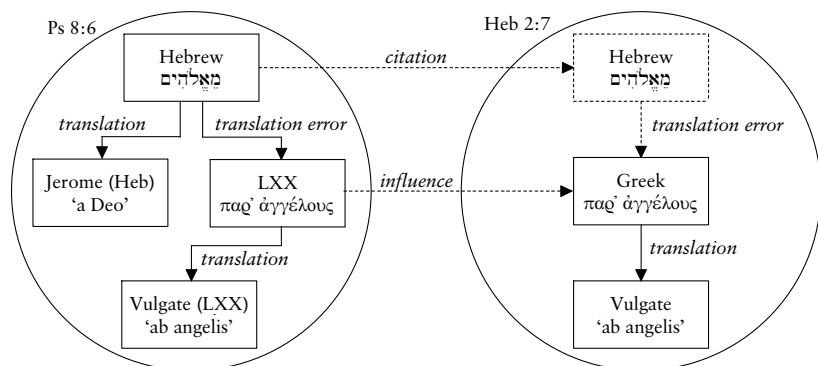 Ps 8:6
Heb 2:7
Hebrew
מֵאֱלֹהִים
citation
Hebrew
מֵאֱלֹהִים
translation
translation error
translation error
Jerome (Heb)
'a Deo'
LXX
παρ' ἀγγέλους
influence
Greek
παρ' ἀγγέλους
translation
translation
Vulgate (LXX)
'ab angelis'
Vulgate
'ab angelis'